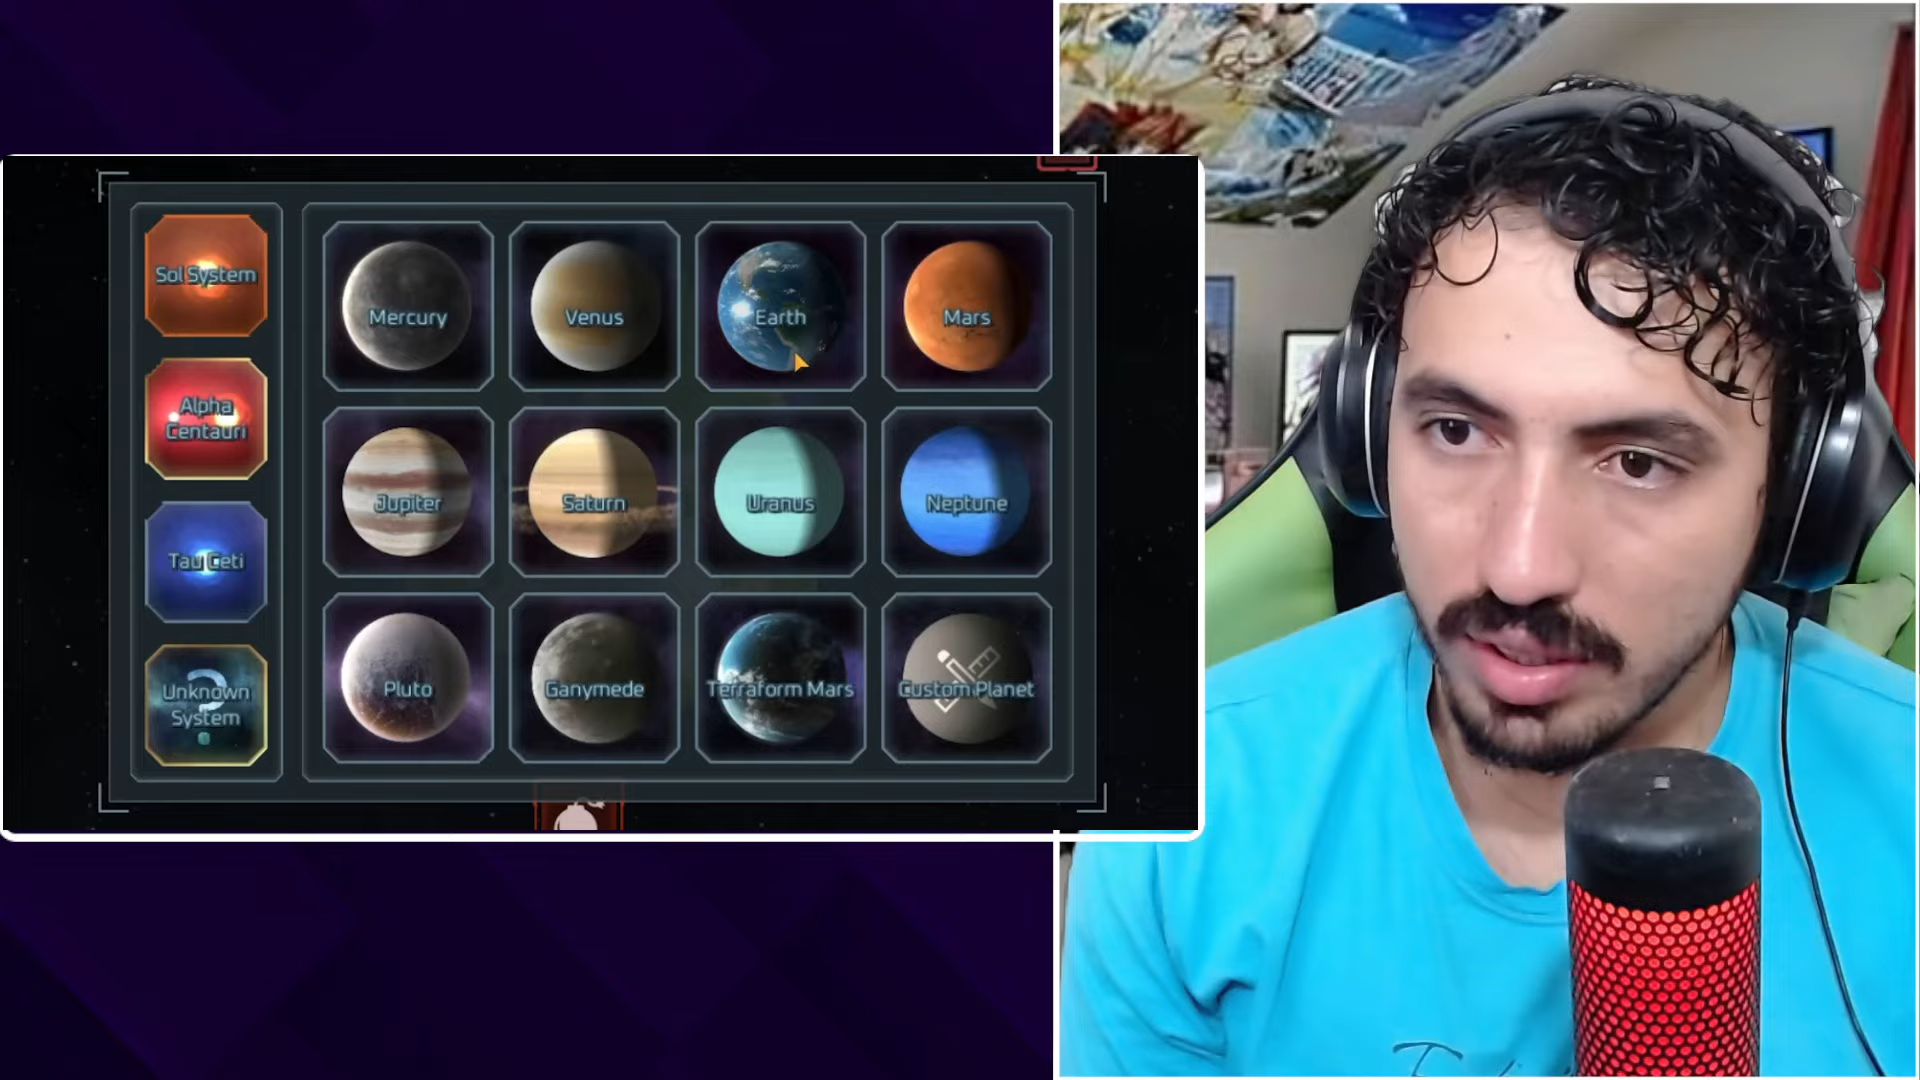 Sol System
Alpha
Centauri
Tau Ceti
?
Unknown
System
Mercury
Venus
Earth
Mars
Jupiter
Saturn
Uranus
Neptune
Pluto
Ganymede
Terraform Mars
Custom Planet